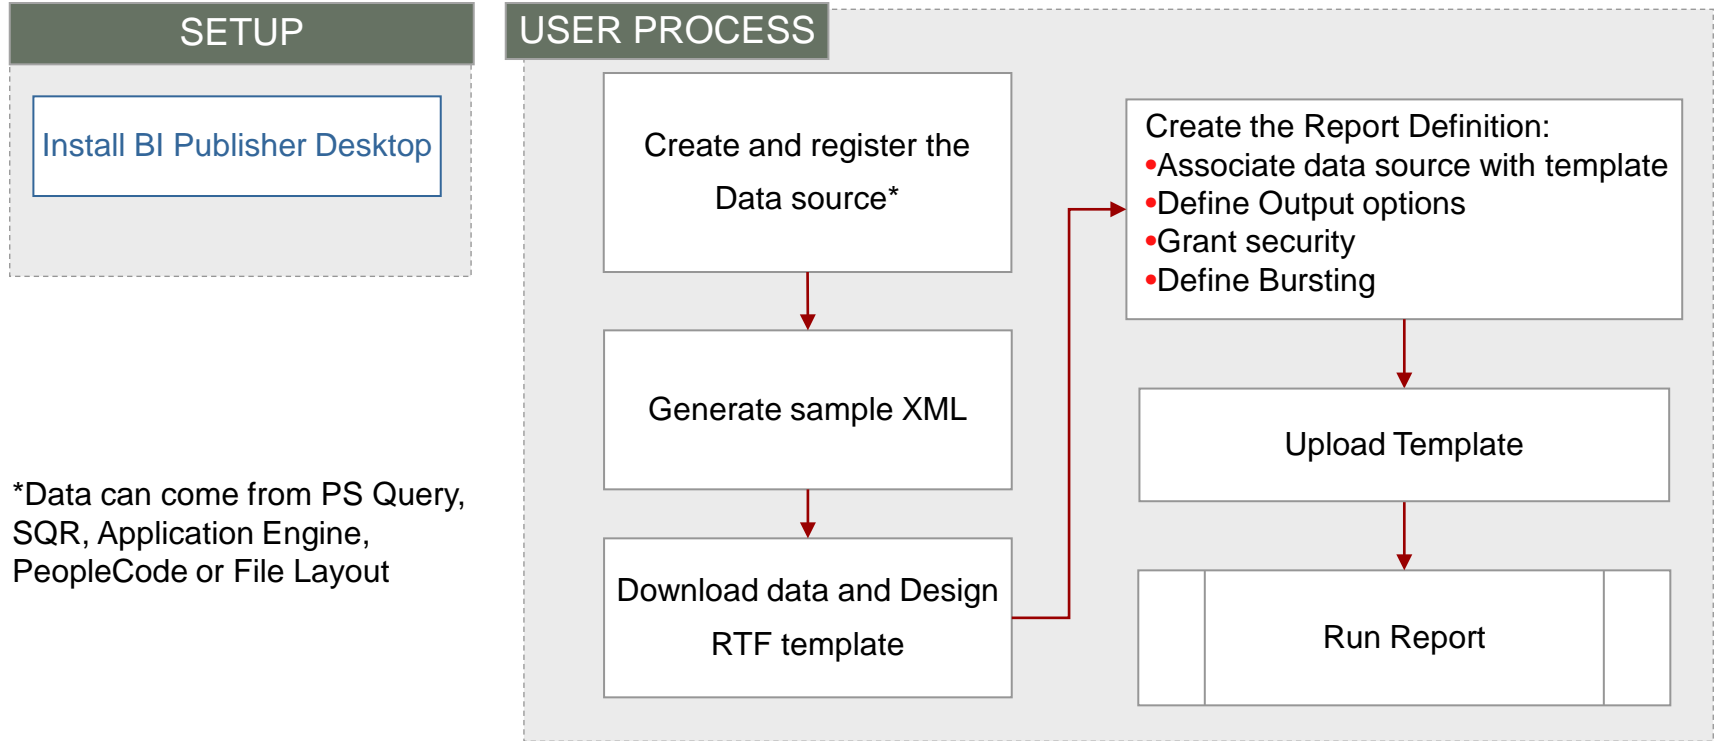 SETUP
Install BI Publisher Desktop
*Data can come from PS Query,
SQR, Application Engine,
PeopleCode or File Layout
USER PROCESS
Create and register the
Data source*
Generate sample XML
Download data and Design
RTF template
Create the Report Definition:
•Associate data source with template
•Define Output options
•Grant security
•Define Bursting
Upload Template
Run Report